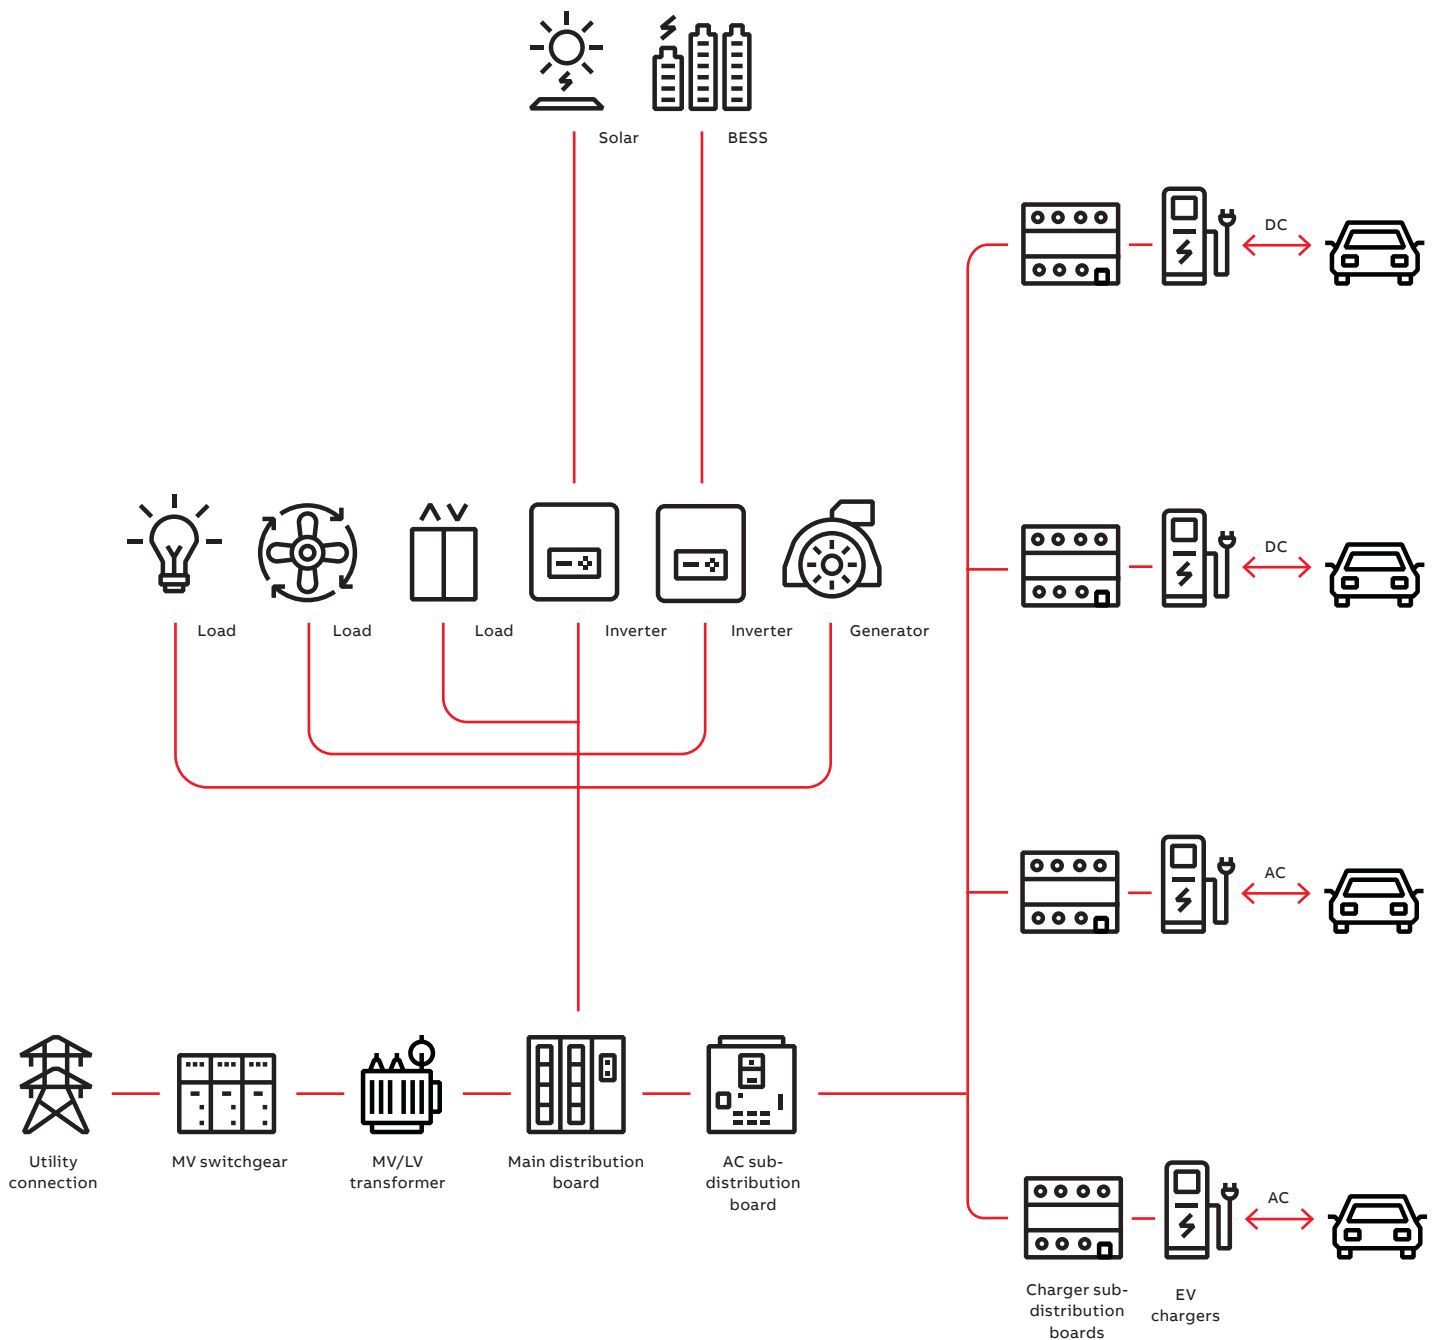 Solar
BESS
DC
DC
Load
Load
Load
Inverter
Inverter
Generator
AC
Utility
connection
MV switchgear
MV/LV
transformer
Main distribution
board
AC sub-
distribution
board
AC
Charger sub-
distribution
boards
EV
chargers